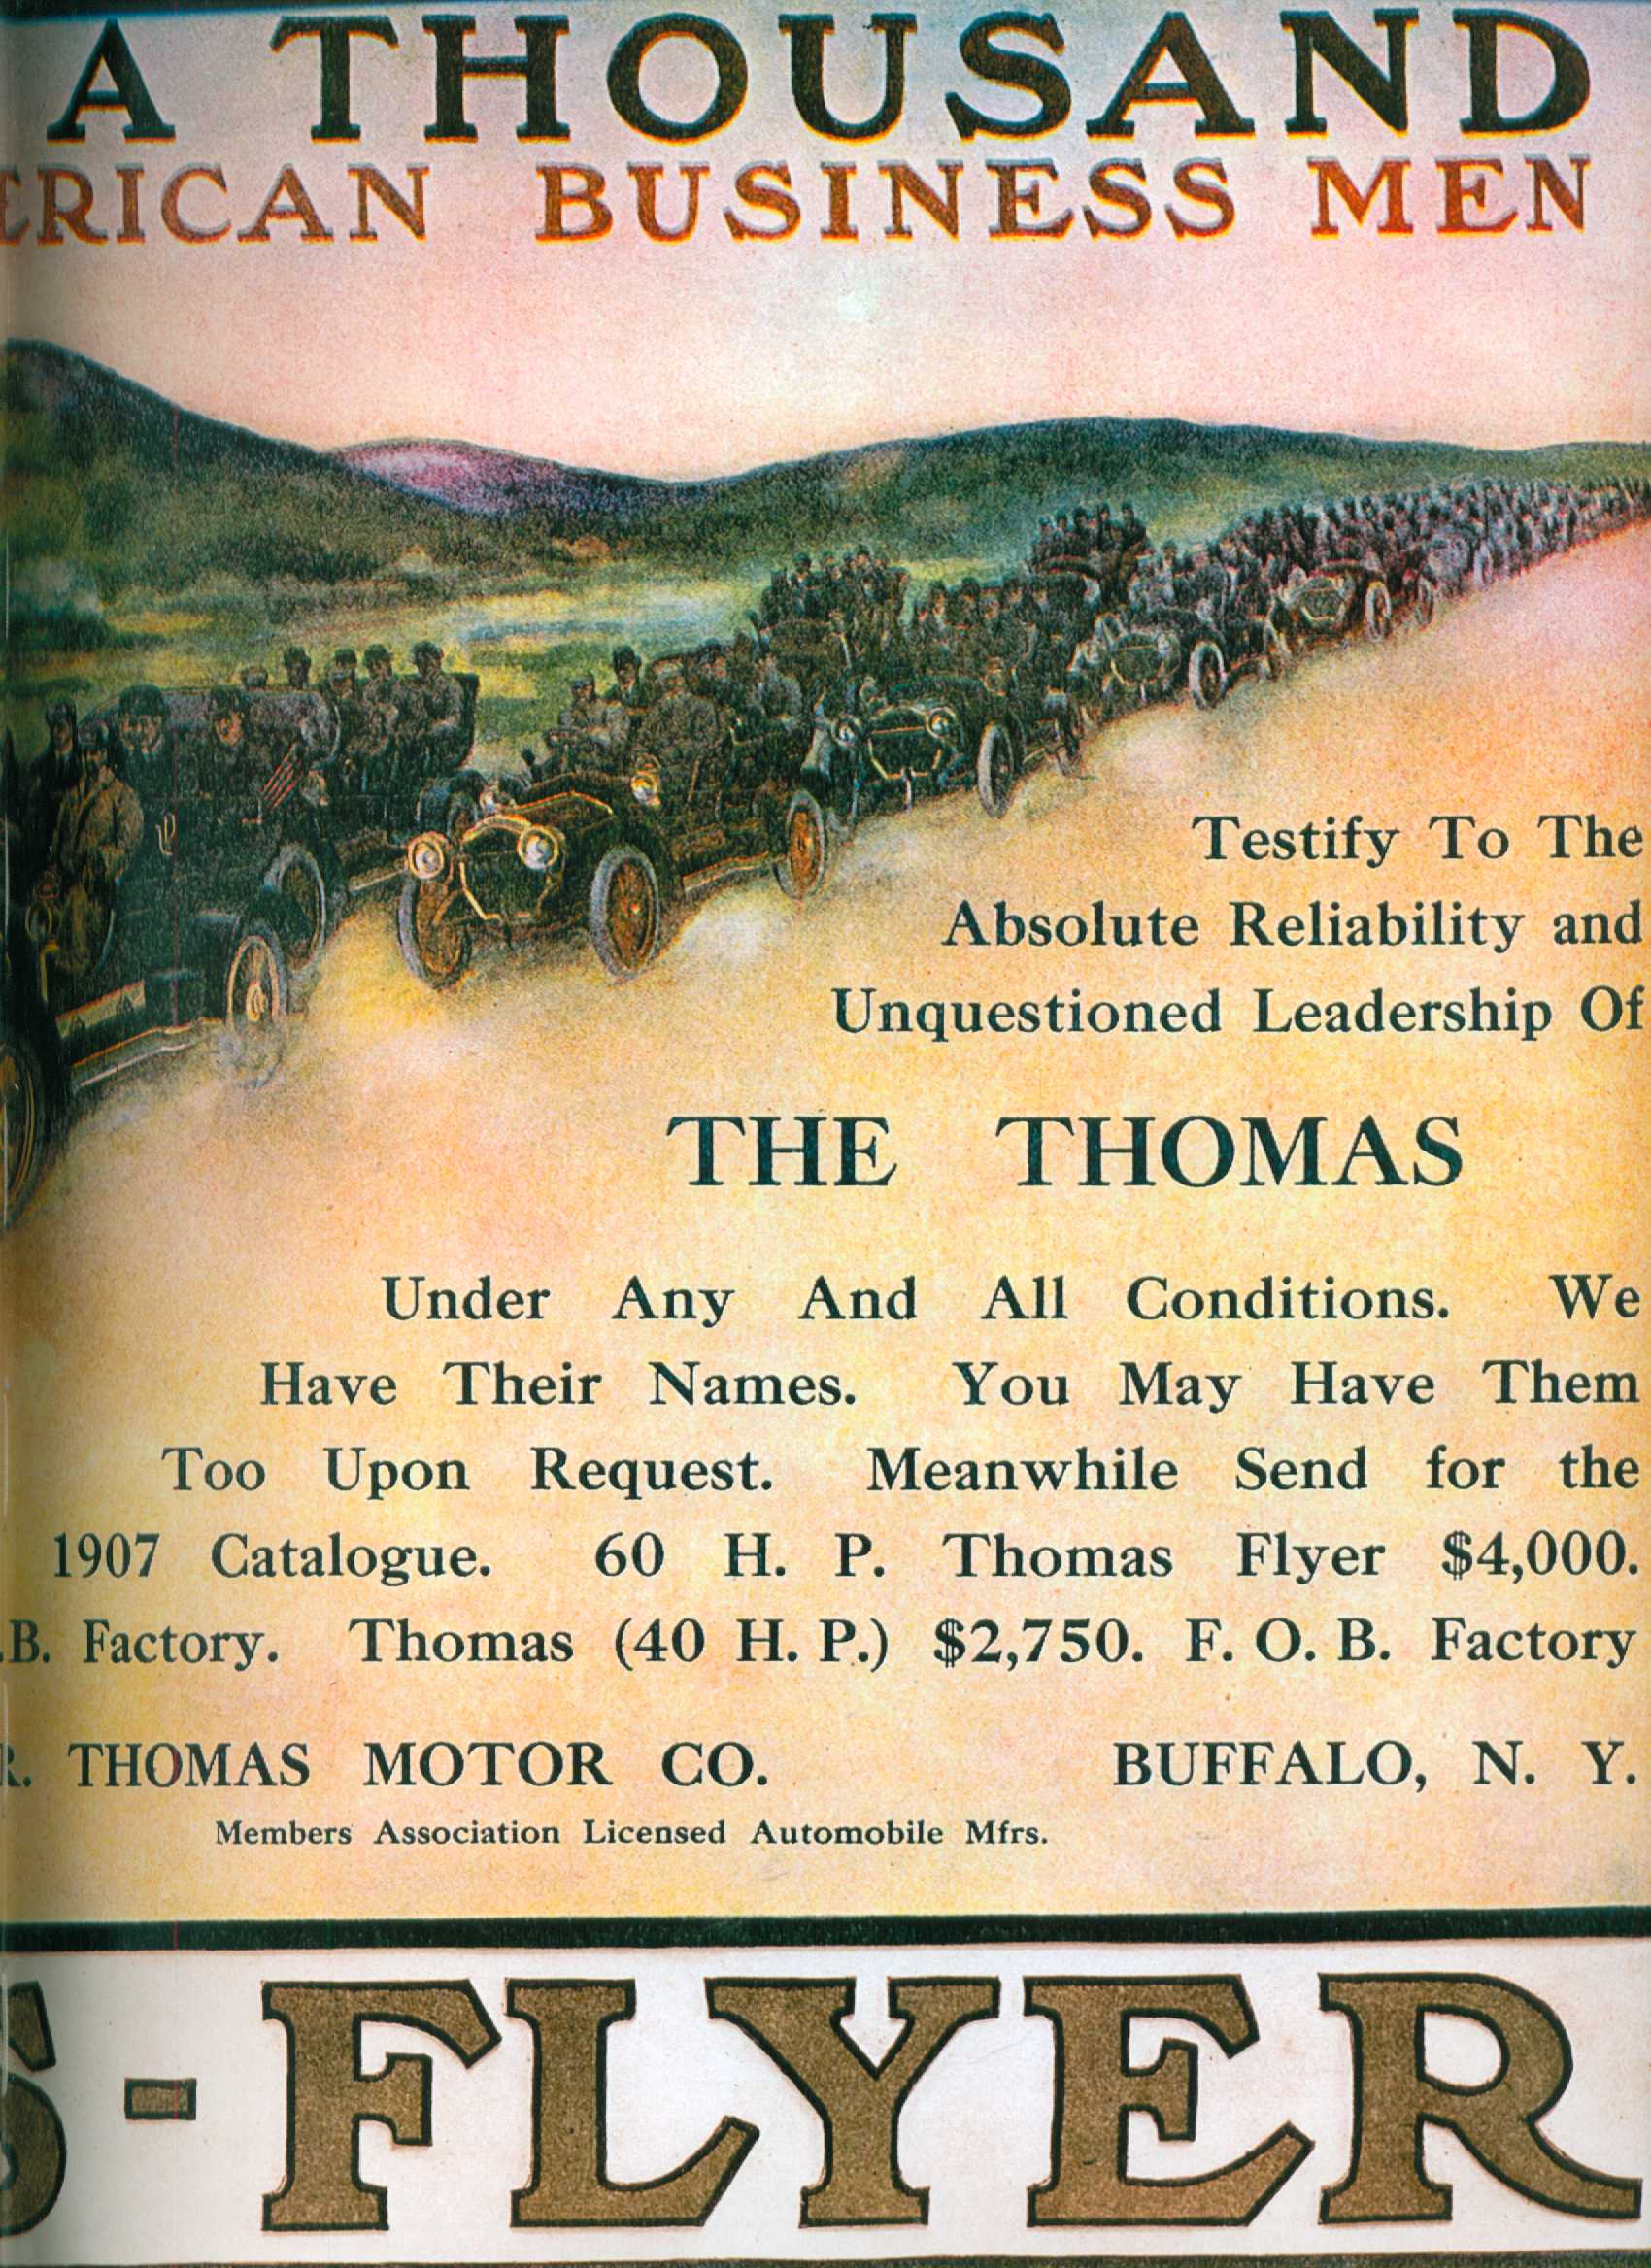 A THOUSAND
ERICAN BUSINESS MEN
Testify To The
Absolute Reliability and
Unquestioned Leadership Of
THE THOMAS
Under Any And All Conditions. We
Have Their Names. You May Have Them
Too Upon Request. Meanwhile Send for the
1907 Catalogue. 60 H. P. Thomas Flyer $4,000.
.B. Factory. Thomas (40 H. P.) $2,750. F. O. B. Factory
R. THOMAS MOTOR CO. BUFFALO, N. Y.
Members Association Licensed Automobile Mfrs.
S-FLYER